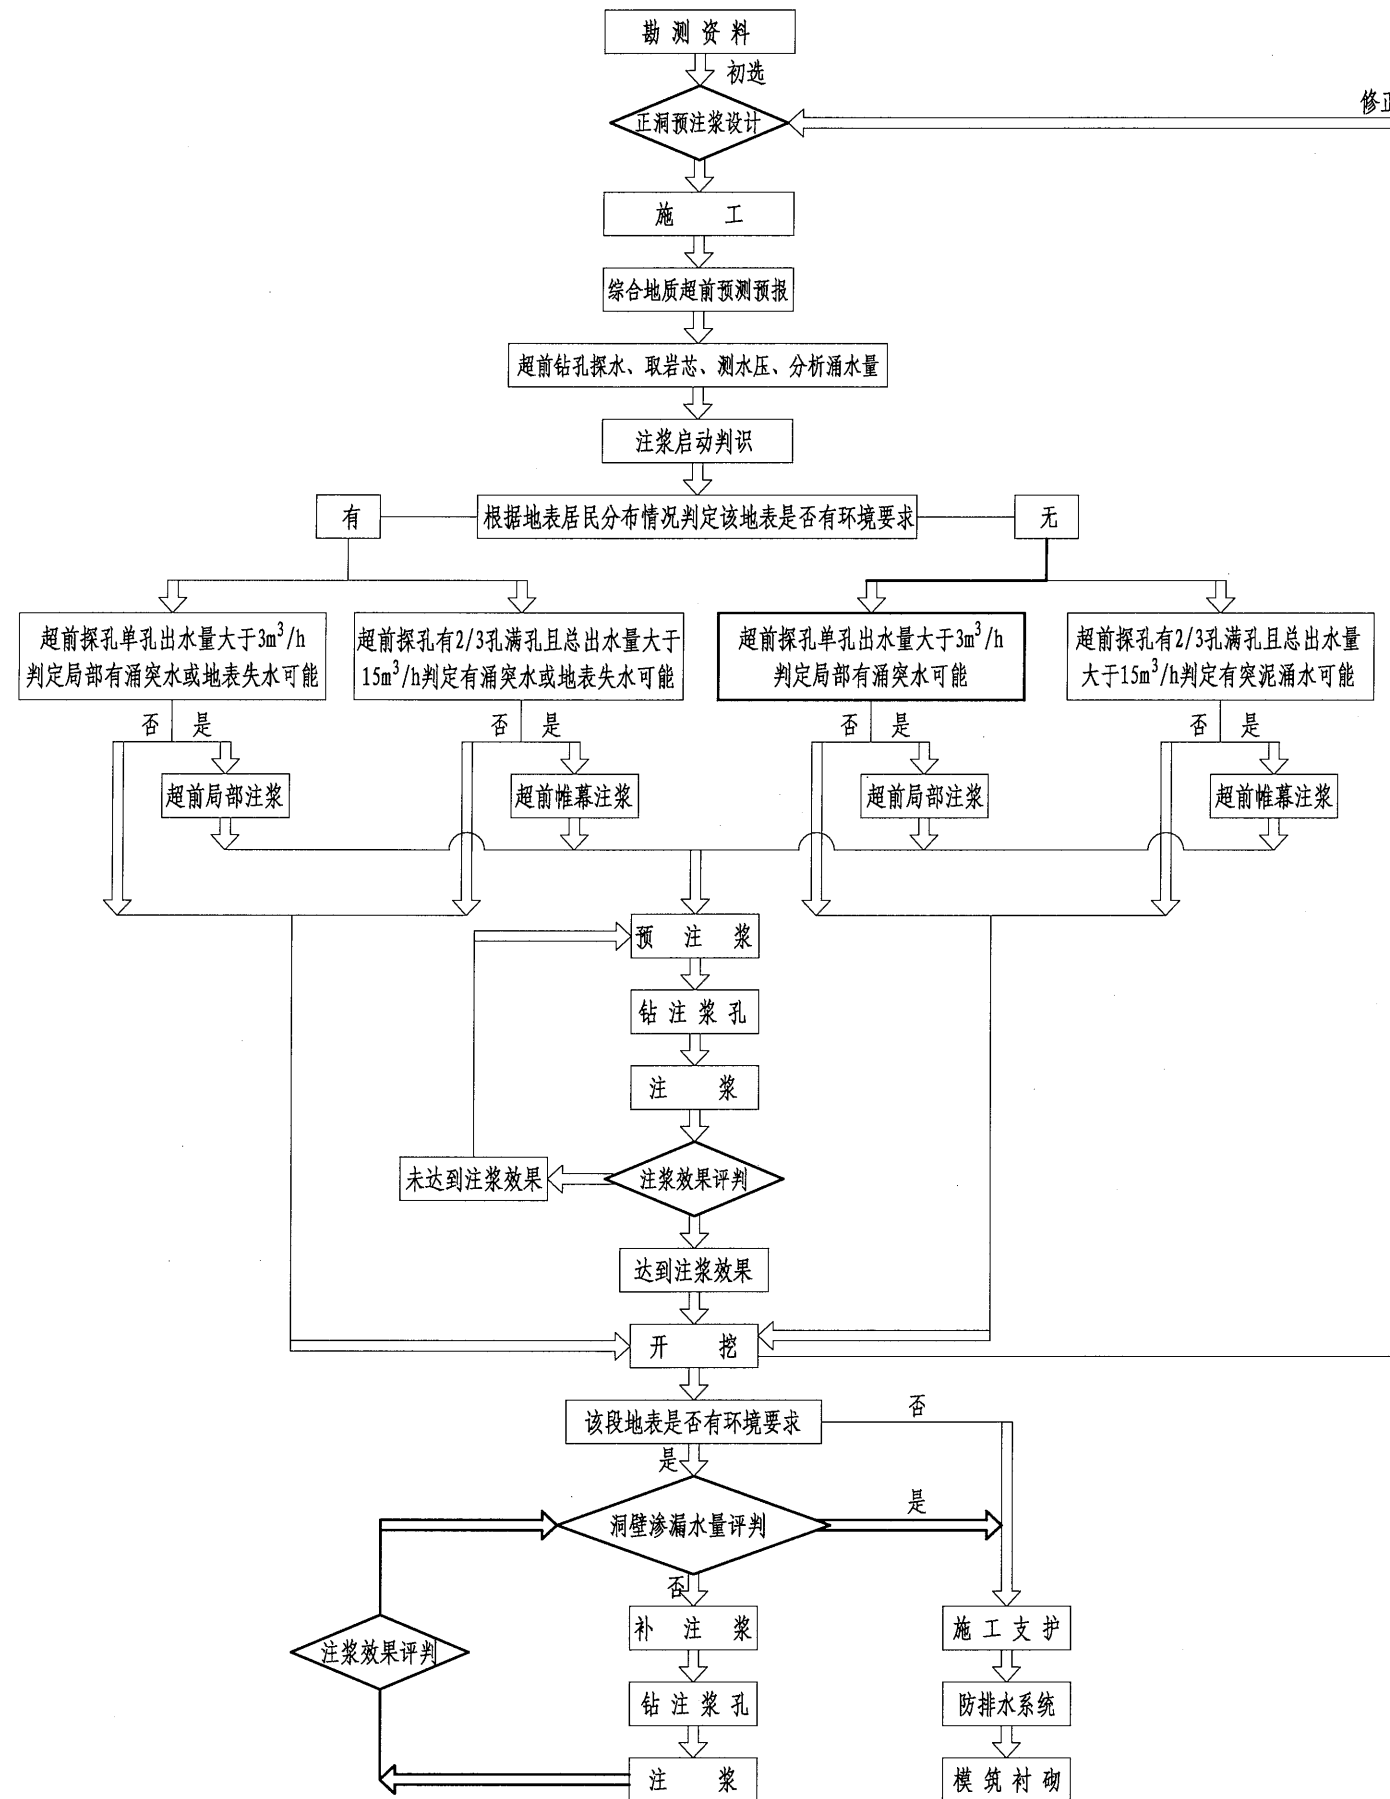 勘测资料
初选
修正
正洞预注浆设计
施工
综合地质超前预测预报
超前钻孔探水、取岩芯、测水压、分析涌水量
注浆启动判识
有
根据地表居民分布情况判定该地表是否有环境要求
无
超前探孔单孔出水量大于3m³/h
判定局部有涌突水或地表失水可能
超前探孔有2/3孔满孔且总出水量大于
15m³/h判定有涌突水或地表失水可能
超前探孔单孔出水量大于3m³/h
判定局部有涌突水可能
超前探孔有2/3孔满孔且总出水量
大于15m³/h判定有突泥涌水可能
否 是
否 是
否 是
否 是
超前局部注浆
超前帷幕注浆
超前局部注浆
超前帷幕注浆
预注浆
钻注浆孔
注浆
未达到注浆效果
注浆效果评判
达到注浆效果
开挖
该段地表是否有环境要求
否
是
洞壁渗漏水量评判
是
否
补注浆
施工支护
注浆效果评判
钻注浆孔
防排水系统
注浆
模筑衬砌